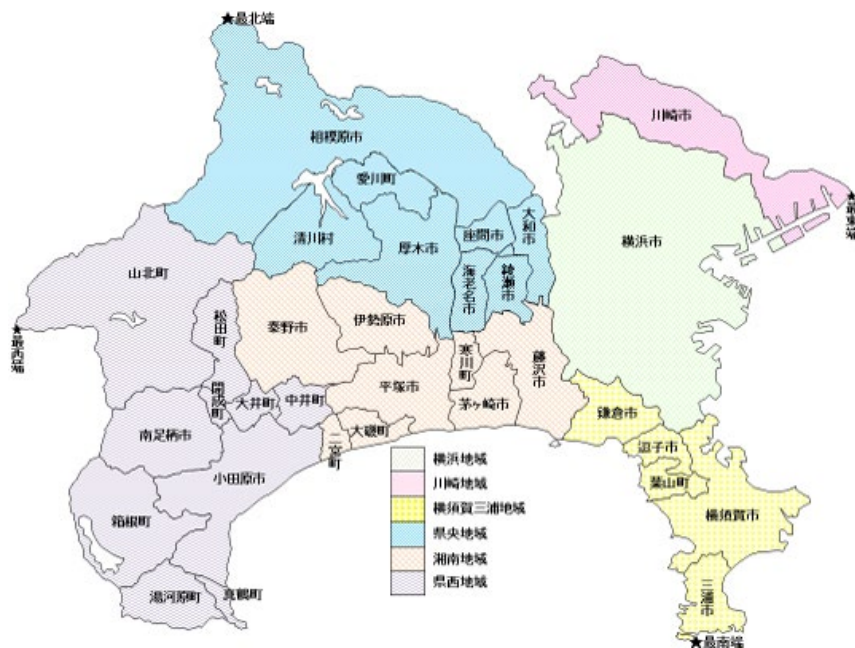 ★最北端
川崎市
相模原市
愛川町
★最東端
大和市
座間市
清川村
横浜市
厚木市
山北町
海老名市
綾瀬市
松田町
秦野市
伊勢原市
★最西端
寒川町
藤沢市
開成町
大井町
中井町
平塚市
茅ヶ崎市
鎌倉市
南足柄市
大磯町
二宮町
逗子市
横浜地域
小田原市
川崎地域
葉山町
横須賀三浦地域
横須賀市
箱根町
県央地域
湘南地域
県西地域
湯河原町
真鶴町
三浦市
★最南端